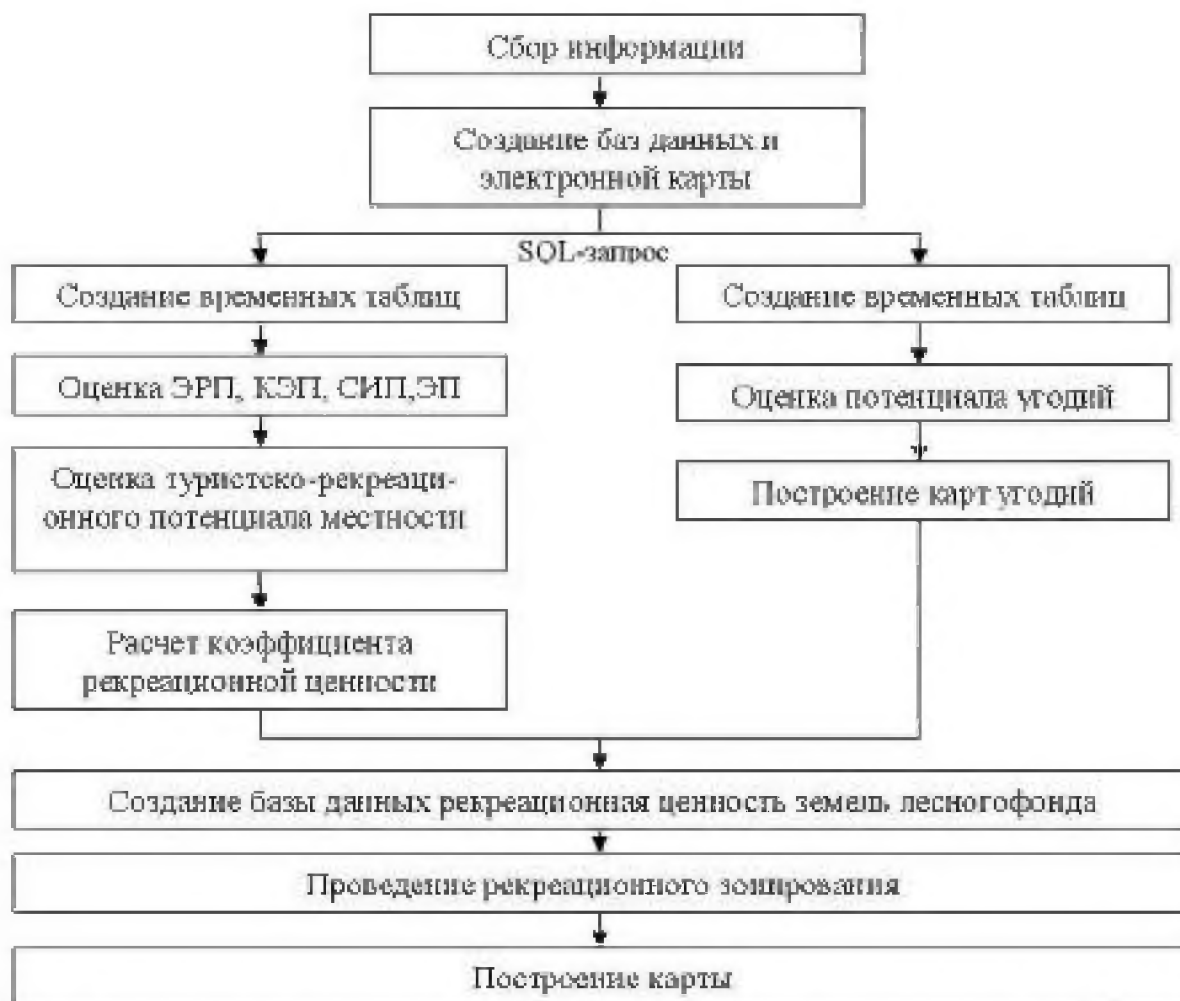 Сбор информации
Создание баз данных и
электронной карты
SQL-запрос
Создание временных таблиц
Оценка ЭРП, КЭП, СИП,ЭП
Оценка туристско-рекреаци-
онного потенциала местности
Расчет коэффициента
рекреационной ценности
Создание временных таблиц
Оценка потенциала угодий
Построение карт угодий
Создание базы данных рекреационная ценность земель лесногофонда
Проведение рекреационного зонирования
Построение карты